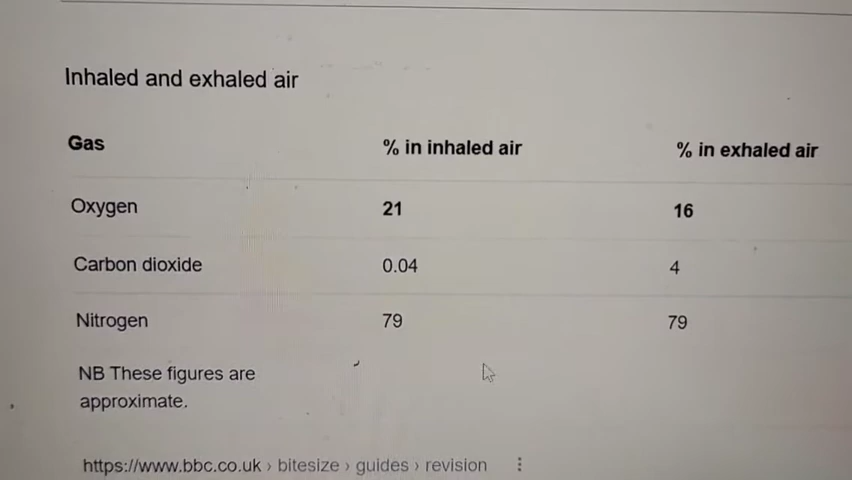 Inhaled and exhaled air
Gas % in inhaled air % in exhaled air
Oxygen 21 16
Carbon dioxide 0.04 4
Nitrogen 79 79
NB These figures are
approximate.
https://www.bbc.co.uk › bitesize › guides › revision